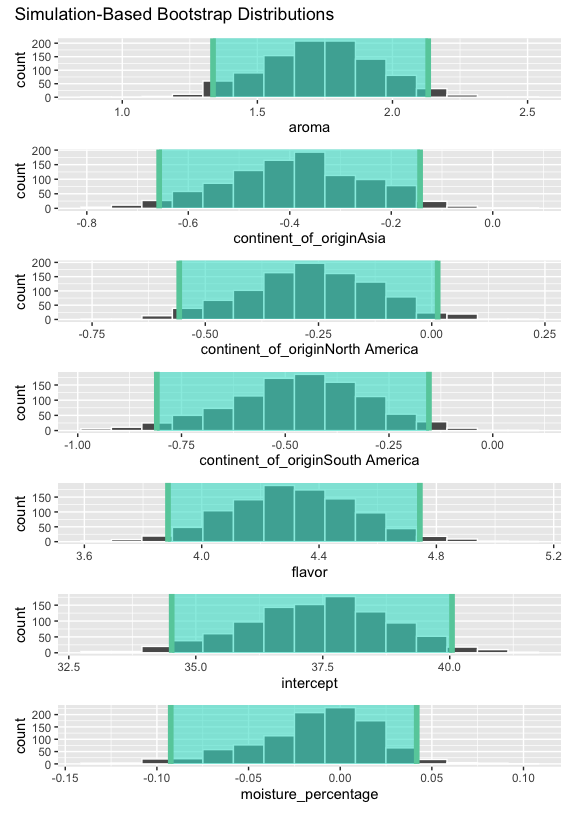 Simulation-Based Bootstrap Distributions
200
150
100
50
0
count
1.0 1.5 2.0 2.5
aroma
200
150
100
50
0
count
-0.8 -0.6 -0.4 -0.2 0.0
continent_of_originAsia
200
150
100
50
0
count
-0.75 -0.50 -0.25 0.00 0.25
continent_of_originNorth America
150
100
50
0
count
-1.00 -0.75 -0.50 -0.25 0.00
continent_of_originSouth America
150
100
50
0
count
3.6 4.0 4.4 4.8 5.2
flavor
150
100
50
0
count
32.5 35.0 37.5 40.0
intercept
200
150
100
50
0
count
-0.15 -0.10 -0.05 0.00 0.05 0.10
moisture_percentage